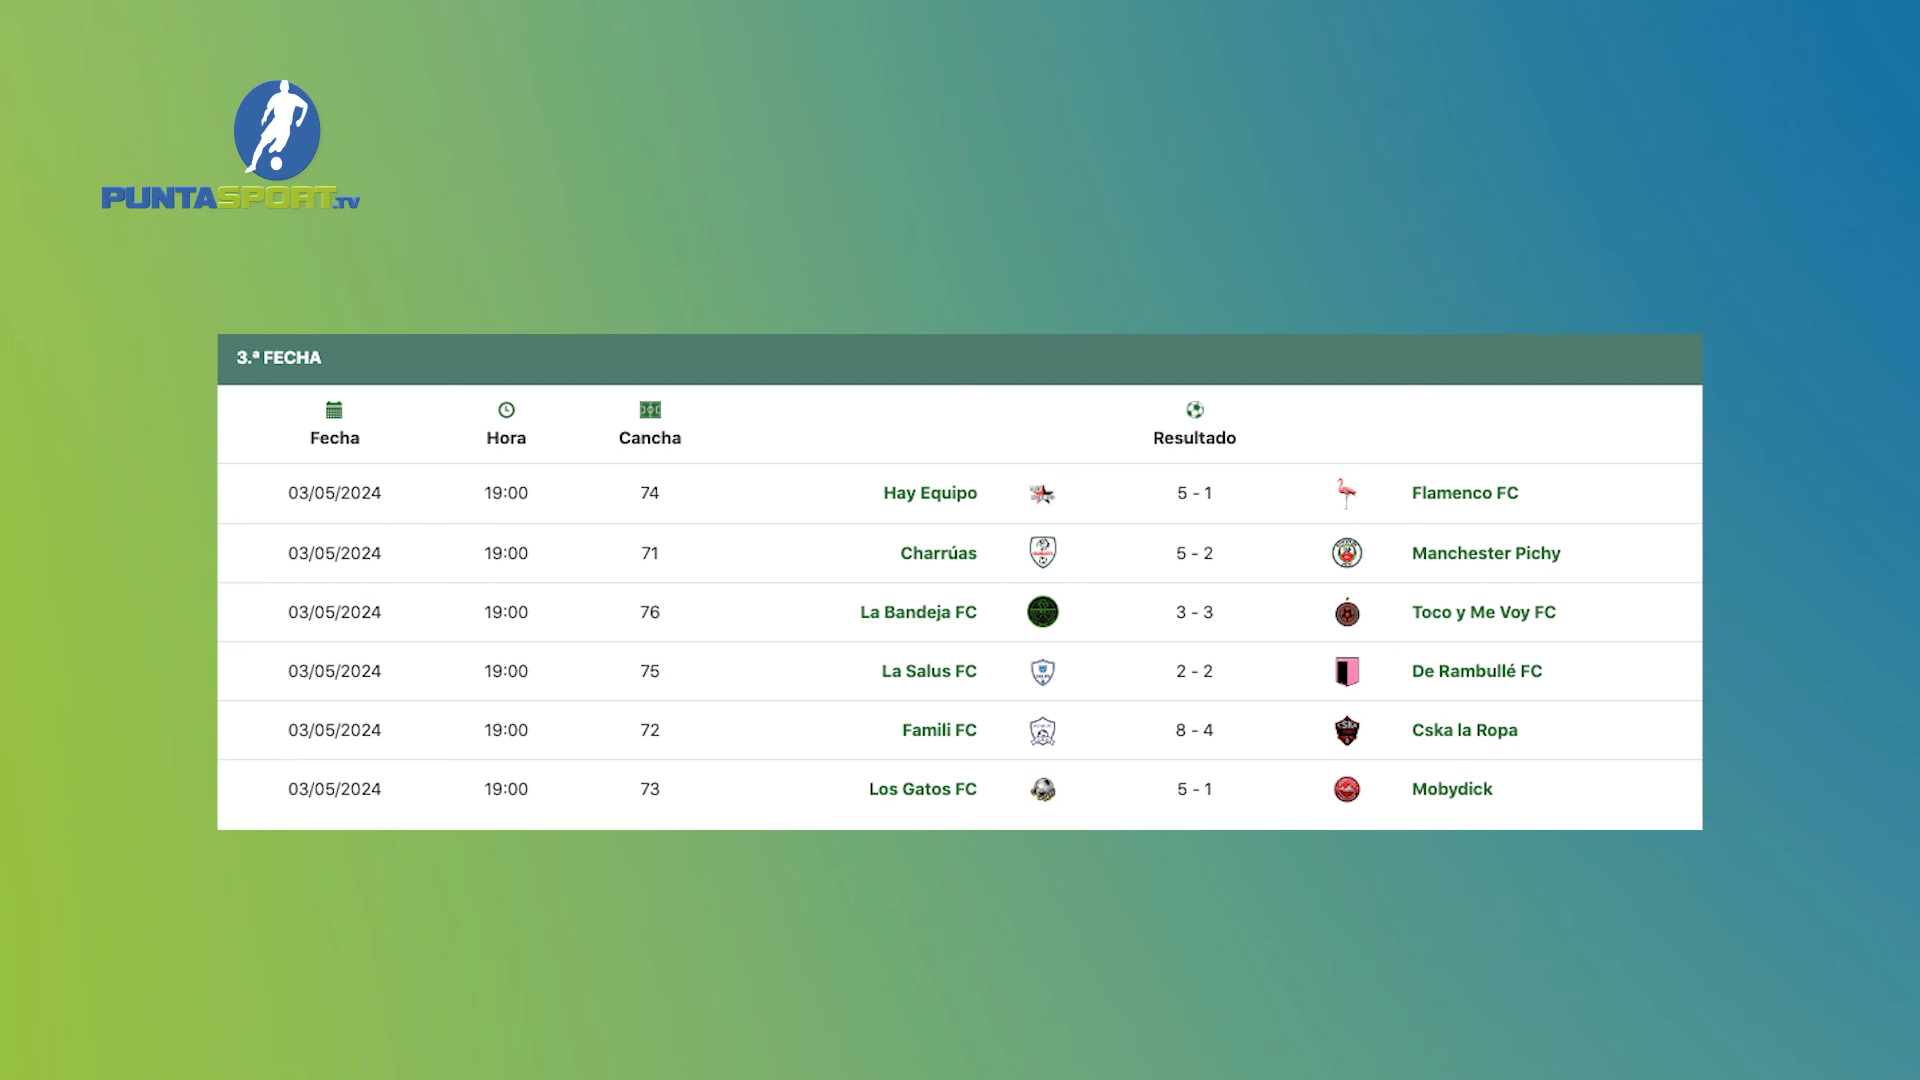 PUNTASPORT.TV
3.ª FECHA
Fecha Hora Cancha Resultado
03/05/2024 19:00 74 Hay Equipo 5 - 1 Flamenco FC
03/05/2024 19:00 71 Charrúas 5 - 2 Manchester Pichy
03/05/2024 19:00 76 La Bandeja FC 3 - 3 Toco y Me Voy FC
03/05/2024 19:00 75 La Salus FC 2 - 2 De Rambullé FC
03/05/2024 19:00 72 Famili FC 8 - 4 Cska la Ropa
03/05/2024 19:00 73 Los Gatos FC 5 - 1 Mobydick